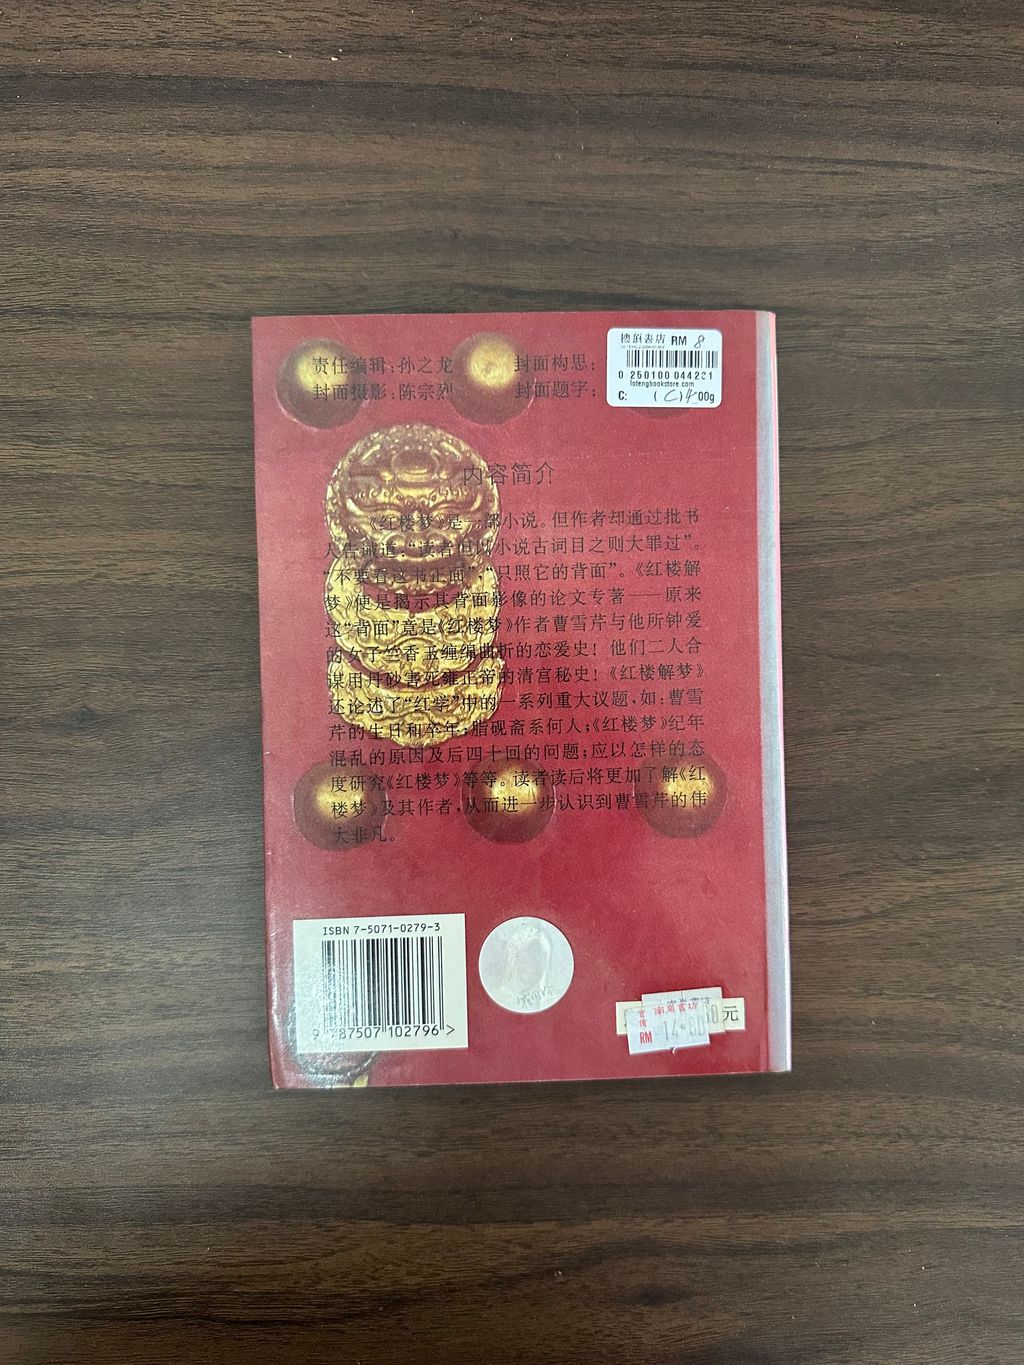 责任编辑:孙之龙 封面构思:
封面摄影:陈宗烈 封面题字:
樓頂書店 RM 8
0 250100 044221
lotengbookstore.com
C: (C)4 00g
内容简介
《红楼梦》是一部小说。但作者却通过批书
人告诫道:“读者但以小说古词目之则大罪过”。
“不要看这书正面”,“只照它的背面”。《红楼解
梦》便是揭示其背面影像的论文专著——原来
这“背面”竟是《红楼梦》作者曹雪芹与他所钟爱
的女子竺香玉缠绵曲折的恋爱史！他们二人合
谋用丹砂害死雍正帝的清宫秘史！《红楼解梦》
还论述了“红学”中的一系列重大议题,如:曹雪
芹的生日和卒年;脂砚斋系何人;《红楼梦》纪年
混乱的原因及后四十回的问题;应以怎样的态
度研究《红楼梦》等等。读者读后将更加了解《红
楼梦》及其作者,从而进一步认识到曹雪芹的伟
大非凡。
ISBN 7-5071-0279-3
9 787507 102796 >
南嵐書坊
RM 14.80
元